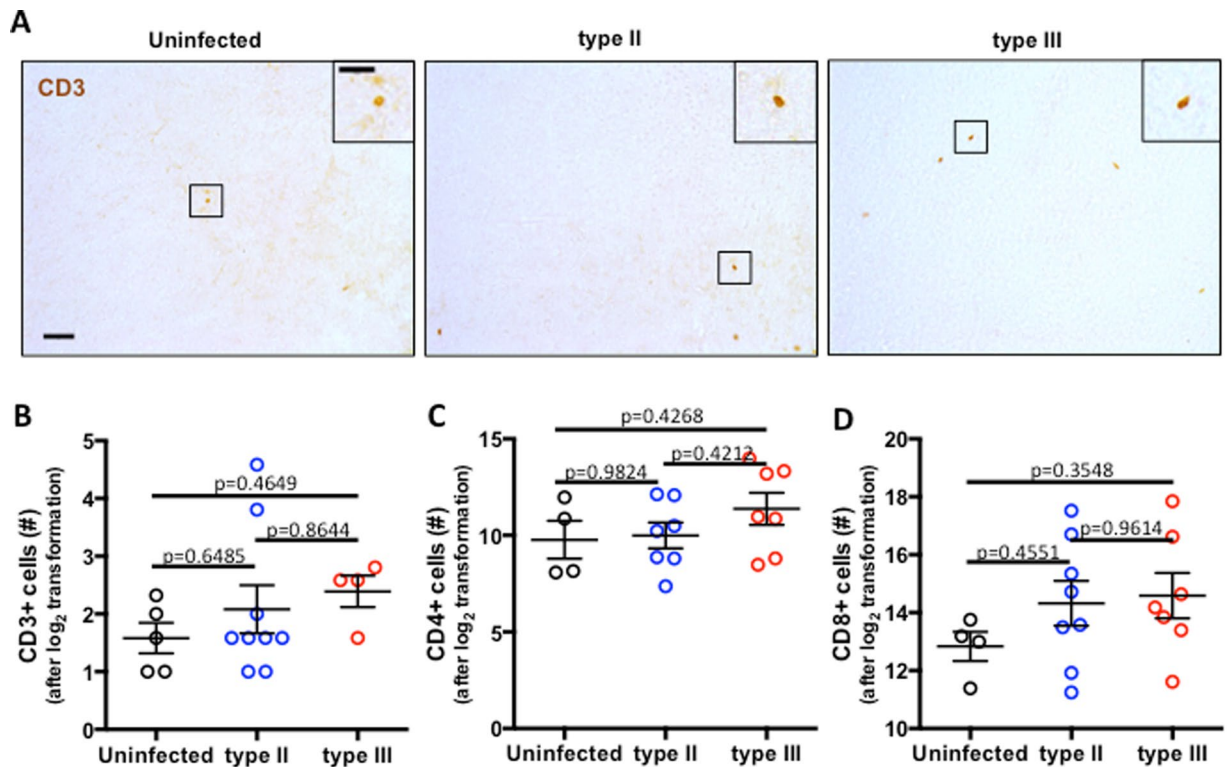 A
Uninfected
type II
type III
CD3
B
CD3+ cells (#)
(after log2 transformation)
5
4
3
2
1
0
p=0.4649
p=0.8644
p=0.6485
Uninfected
type II
type III
C
CD4+ cells (#)
(after log2 transformation)
15
10
5
0
p=0.4268
p=0.4212
p=0.9824
Uninfected
type II
type III
D
CD8+ cells (#)
(after log2 transformation)
20
18
16
14
12
10
p=0.3548
p=0.9614
p=0.4551
Uninfected
type II
type III